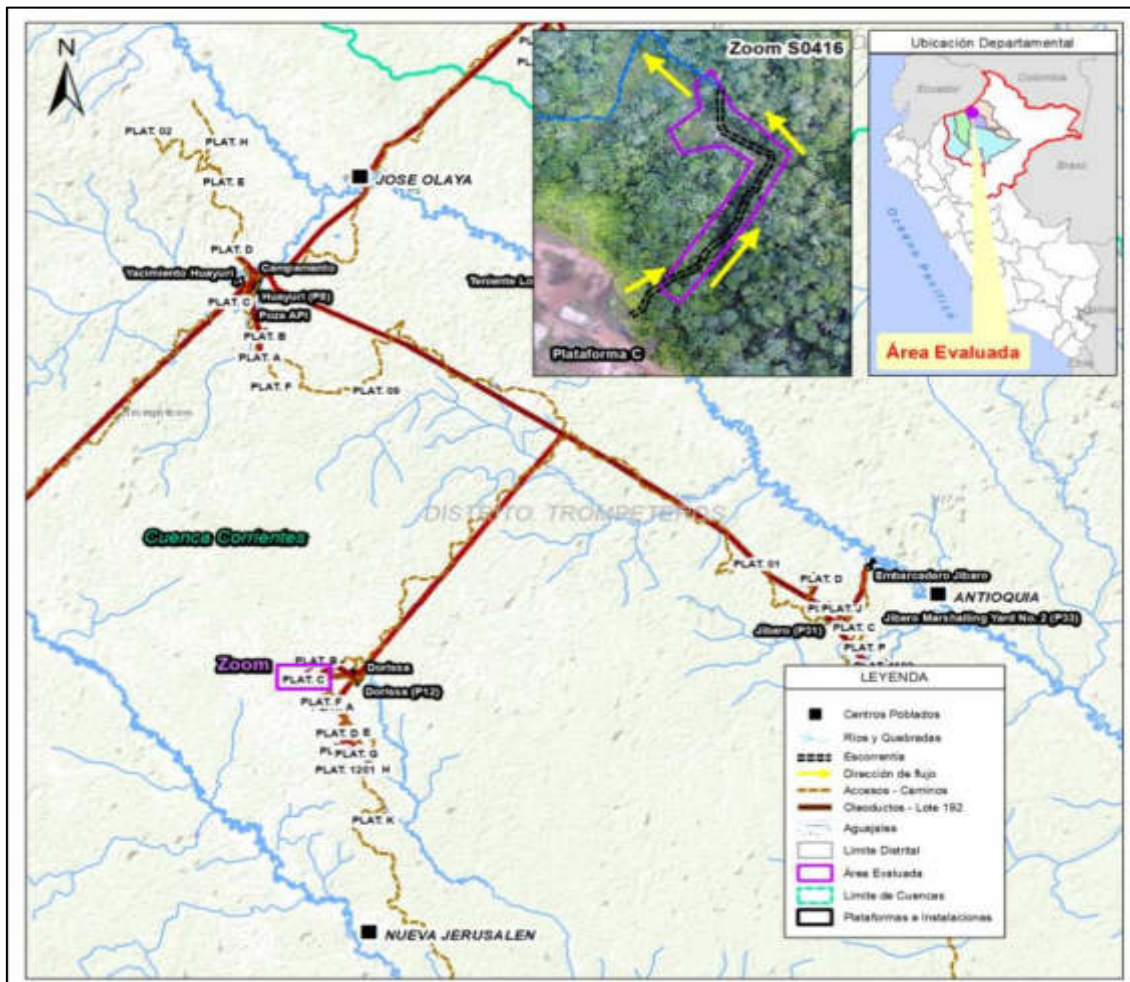 N
Zoom S0416
Plataforma C
Ubicación Departamental
Ecuador
Colombia
Brasil
Océano Pacífico
Área Evaluada
PLAT. 02
PLAT. H
PLAT. E
JOSE OLAYA
PLAT. D
Yacimiento Huayuri
Campamento
PLAT. C
Huayuri (P8)
Poza API
PLAT. B
PLAT. A
PLAT. F
PLAT. 09
Teniente Lo
DISTRITO TROMPETEROS
Cuenca Corrientes
PLAT. 01
PLAT. D
Embarcadero Jibaro
ANTIOQUIA
PLAT. J
Jibaro (P31)
PLAT. C
Jibaro Marshalling Yard No. 2 (P33)
PLAT. P
Zoom
PLAT. C
Dorissa
Dorissa (P12)
PLAT. D
E
PLAT. G
PLAT. 1201
H
PLAT. K
NUEVA JERUSALEN
LEYENDA
Centros Poblados
Ríos y Quebradas
Escorrentía
Dirección de flujo
Accesos - Caminos
Oleoductos - Lote 192
Aguajales
Limite Distrital
Área Evaluada
Limite de Cuencas
Plataformas e Instalaciones